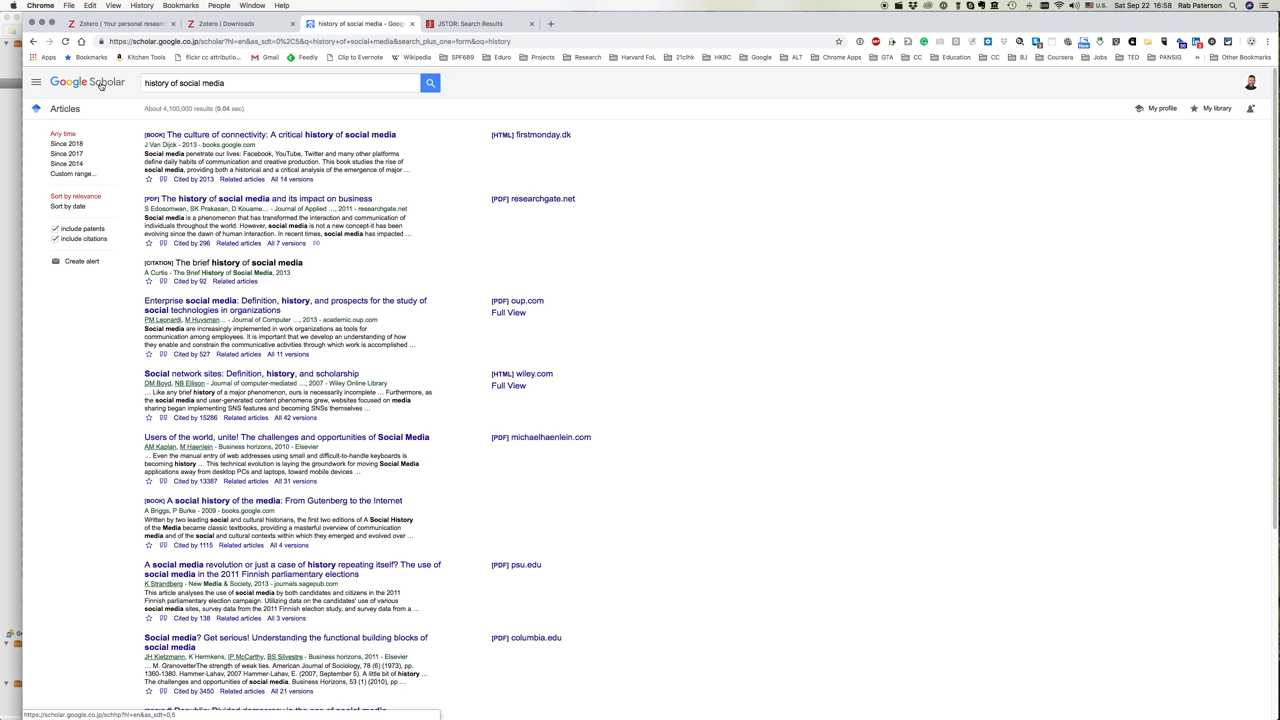 Chrome File Edit View History Bookmarks People Window Help
U.S. Sat Sep 22 16:58 Rab Paterson
Zotero | Your personal resear
Zotero | Downloads
history of social media - Goog
JSTOR: Search Results
https://scholar.google.co.jp/scholar?hl=en&as_sdt=0%2C5&q=history+of+social+media&search_plus_one=form&oq=history
Apps Bookmarks Kitchen Tools flickr cc attributio... Gmail Feedly Clip to Evernote Wikipedia SPF689 Eduro Projects Research Harvard FoL 21clhk HKBC Google ALT Chrome Apps GTA CC Education CC BJ Coursera Jobs TED PANSIG » Other Bookmarks
Google Scholar
history of social media
Articles
About 4,100,000 results (0.04 sec)
My profile My library
Any time
Since 2018
Since 2017
Since 2014
Custom range...
Sort by relevance
Sort by date
include patents
include citations
Create alert
[BOOK] The culture of connectivity: A critical history of social media
J Van Dijck - 2013 - books.google.com
Social media penetrate our lives: Facebook, YouTube, Twitter and many other platforms
define daily habits of communication and creative production. This book studies the rise of
social media, providing both a historical and a critical analysis of the emergence of major ...
Cited by 2013 Related articles All 14 versions
[HTML] firstmonday.dk
[PDF] The history of social media and its impact on business
S Edosomwan, SK Prakasan, D Kouame... - Journal of Applied ..., 2011 - researchgate.net
Social media is a phenomenon that has transformed the interaction and communication of
individuals throughout the world. However, social media is not a new concept-it has been
evolving since the dawn of human interaction. In recent times, social media has impacted ...
Cited by 296 Related articles All 7 versions
[PDF] researchgate.net
[CITATION] The brief history of social media
A Curtis - The Brief History of Social Media, 2013
Cited by 92 Related articles
Enterprise social media: Definition, history, and prospects for the study of
social technologies in organizations
PM Leonardi, M Huysman... - Journal of Computer ..., 2013 - academic.oup.com
Social media are increasingly implemented in work organizations as tools for
communication among employees. It is important that we develop an understanding of how
they enable and constrain the communicative activities through which work is accomplished ...
Cited by 527 Related articles All 11 versions
[PDF] oup.com
Full View
Social network sites: Definition, history, and scholarship
DM Boyd, NB Ellison - Journal of computer-mediated ..., 2007 - Wiley Online Library
... Like any brief history of a major phenomenon, ours is necessarily incomplete ... Furthermore, as
the social media and user-generated content phenomena grew, websites focused on media
sharing began implementing SNS features and becoming SNSs themselves ...
Cited by 15286 Related articles All 42 versions
[HTML] wiley.com
Full View
Users of the world, unite! The challenges and opportunities of Social Media
AM Kaplan, M Haenlein - Business horizons, 2010 - Elsevier
... Even the manual entry of web addresses using small and difficult-to-handle keyboards is
becoming history ... This technical evolution is laying the groundwork for moving Social Media
applications away from desktop PCs and laptops, toward mobile devices ...
Cited by 13387 Related articles All 31 versions
[PDF] michaelhaenlein.com
[BOOK] A social history of the media: From Gutenberg to the Internet
A Briggs, P Burke - 2009 - books.google.com
Written by two leading social and cultural historians, the first two editions of A Social History
of the Media became classic textbooks, providing a masterful overview of communication
media and of the social and cultural contexts within which they emerged and evolved over ...
Cited by 1115 Related articles All 4 versions
A social media revolution or just a case of history repeating itself? The use of
social media in the 2011 Finnish parliamentary elections
K Strandberg - New Media & Society, 2013 - journals.sagepub.com
This article analyses the use of social media by both candidates and citizens in the 2011
Finnish parliamentary election campaign. Utilizing data on the candidates' use of various
social media sites, survey data from the 2011 Finnish election study, and survey data from a ...
Cited by 138 Related articles All 3 versions
[PDF] psu.edu
Social media? Get serious! Understanding the functional building blocks of
social media
JH Kietzmann, K Hermkens, IP McCarthy, BS Silvestre - Business horizons, 2011 - Elsevier
... M. GranovetterThe strength of weak ties. American Journal of Sociology, 78 (6) (1973), pp.
1360-1380. Hammer-Lahav, 2007 Hammer-Lahav, E. (2007, September 5). A little bit of history ...
The challenges and opportunities of social media. Business Horizons, 53 (1) (2010), pp ...
Cited by 3450 Related articles All 21 versions
[PDF] columbia.edu
# Republic: Divided democracy in the age of social media
https://scholar.google.co.jp/schhp?hl=en&as_sdt=0,5